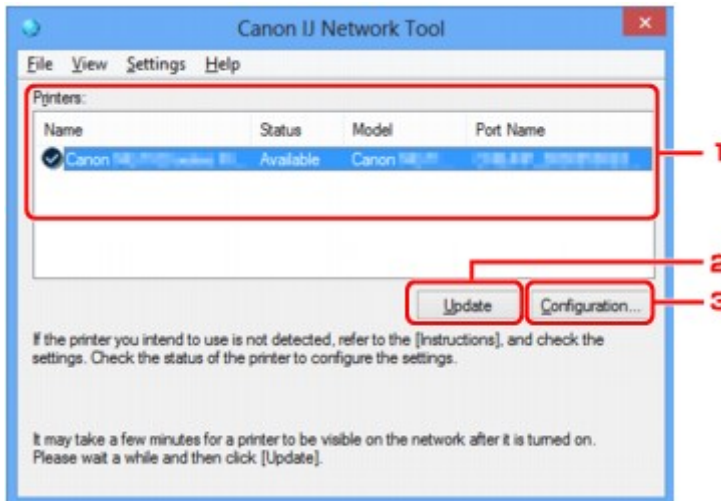 Canon IJ Network Tool
File View Settings Help
Printers:
Name Status Model Port Name
Canon Available Canon
1
2
Update Configuration... 3
If the printer you intend to use is not detected, refer to the [Instructions], and check the
settings. Check the status of the printer to configure the settings.
It may take a few minutes for a printer to be visible on the network after it is turned on.
Please wait a while and then click [Update].